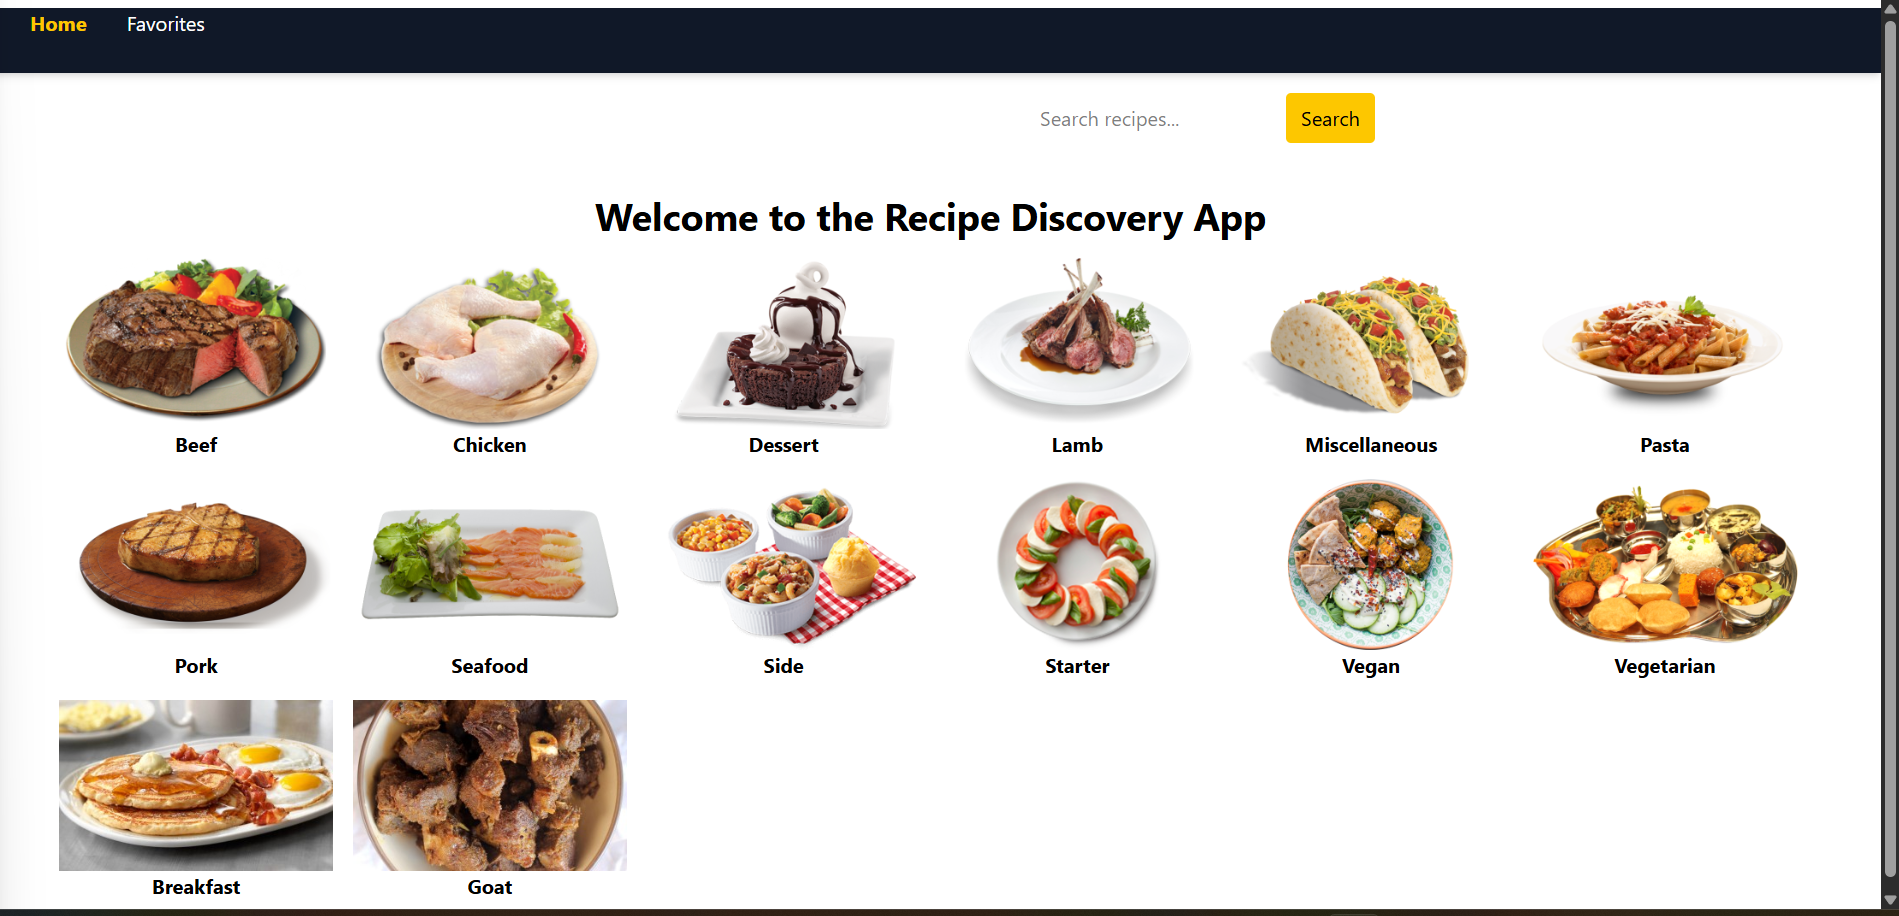 Home Favorites
Search recipes... Search
Welcome to the Recipe Discovery App
Beef Chicken Dessert Lamb Miscellaneous Pasta
Pork Seafood Side Starter Vegan Vegetarian
Breakfast Goat